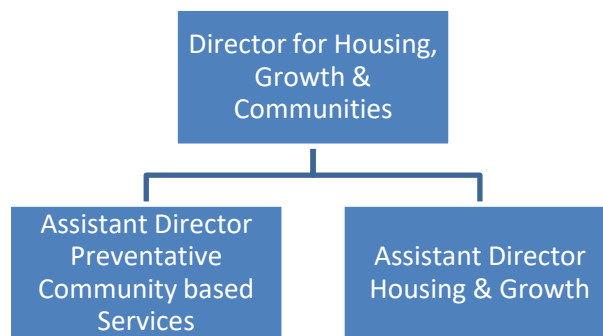 Director for Housing,
Growth &
Communities
Assistant Director
Preventative
Community based
Services
Assistant Director
Housing & Growth